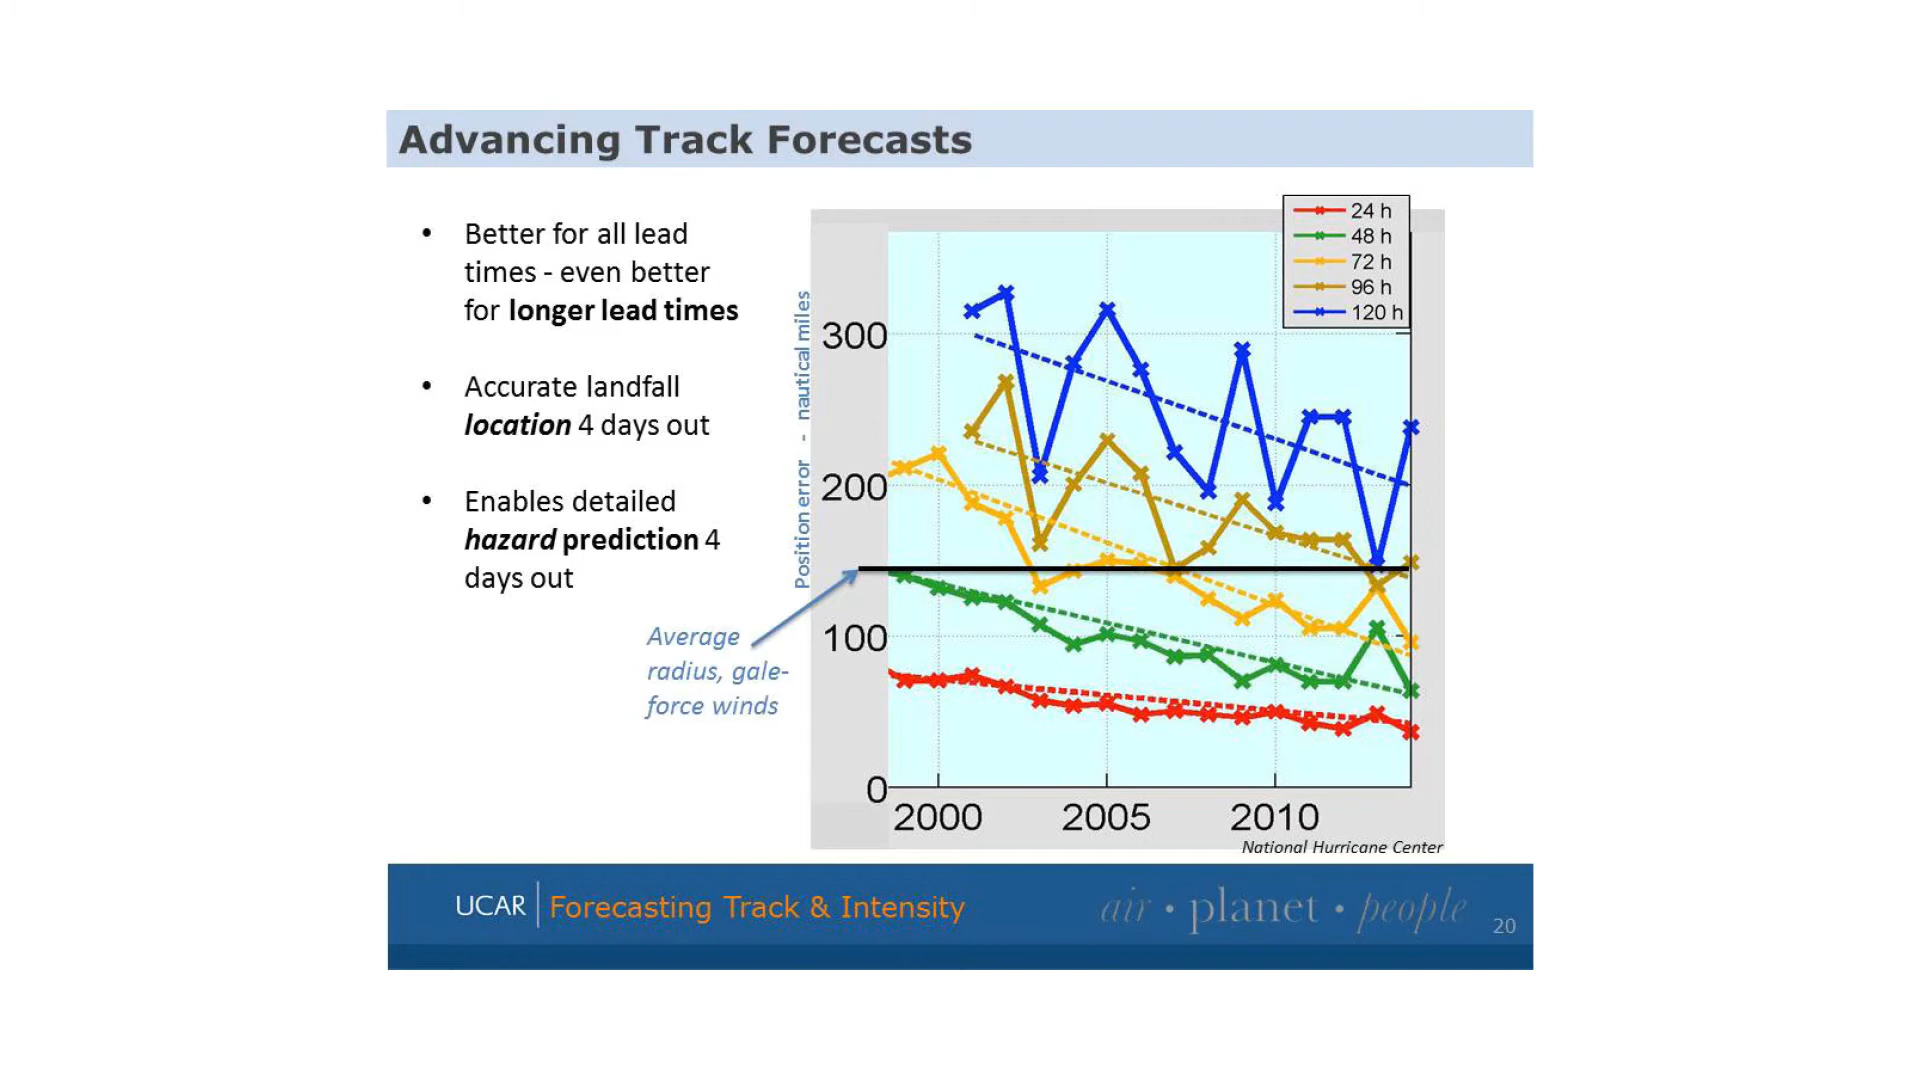 Advancing Track Forecasts
• Better for all lead
times - even better
for longer lead times
• Accurate landfall
location 4 days out
• Enables detailed
hazard prediction 4
days out
Average
radius, gale-
force winds
Position error - nautical miles
300
200
100
0
2000 2005 2010
24 h
48 h
72 h
96 h
120 h
National Hurricane Center
UCAR Forecasting Track & Intensity
air • planet • people
20